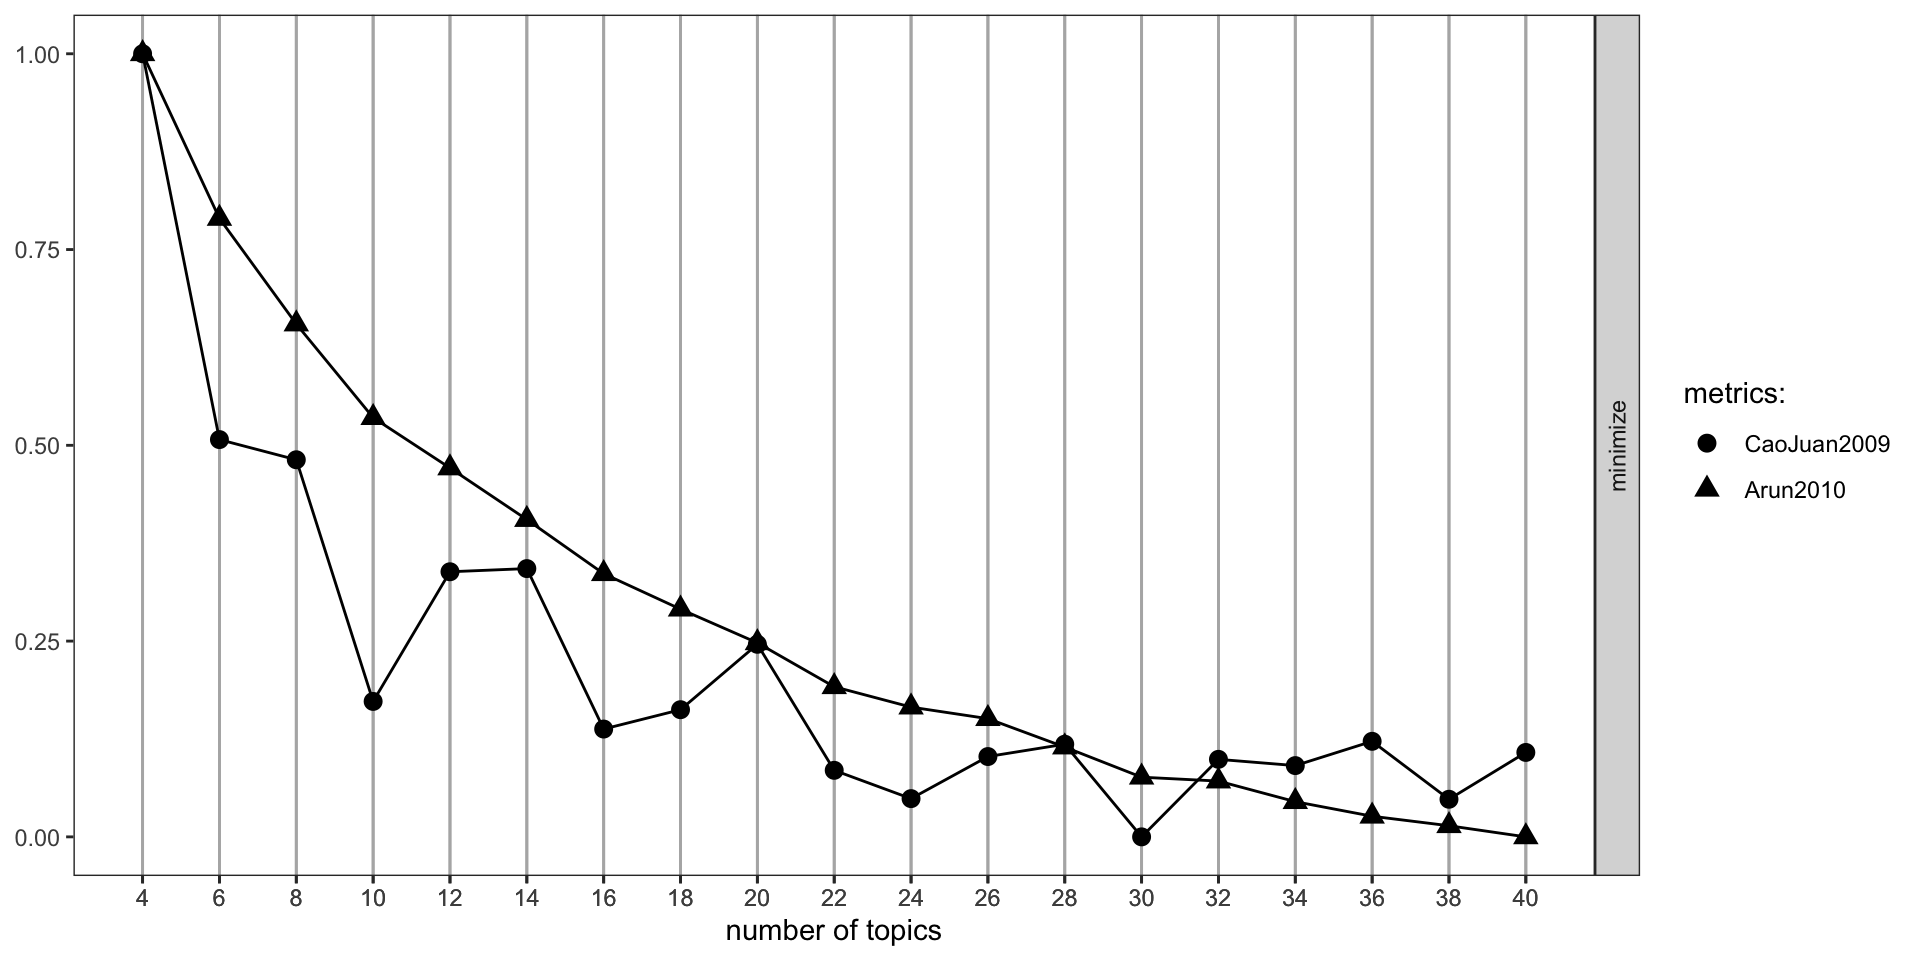 1.00
0.75
0.50
0.25
0.00
4 6 8 10 12 14 16 18 20 22 24 26 28 30 32 34 36 38 40
number of topics
minimize
metrics:
CaoJuan2009
Arun2010